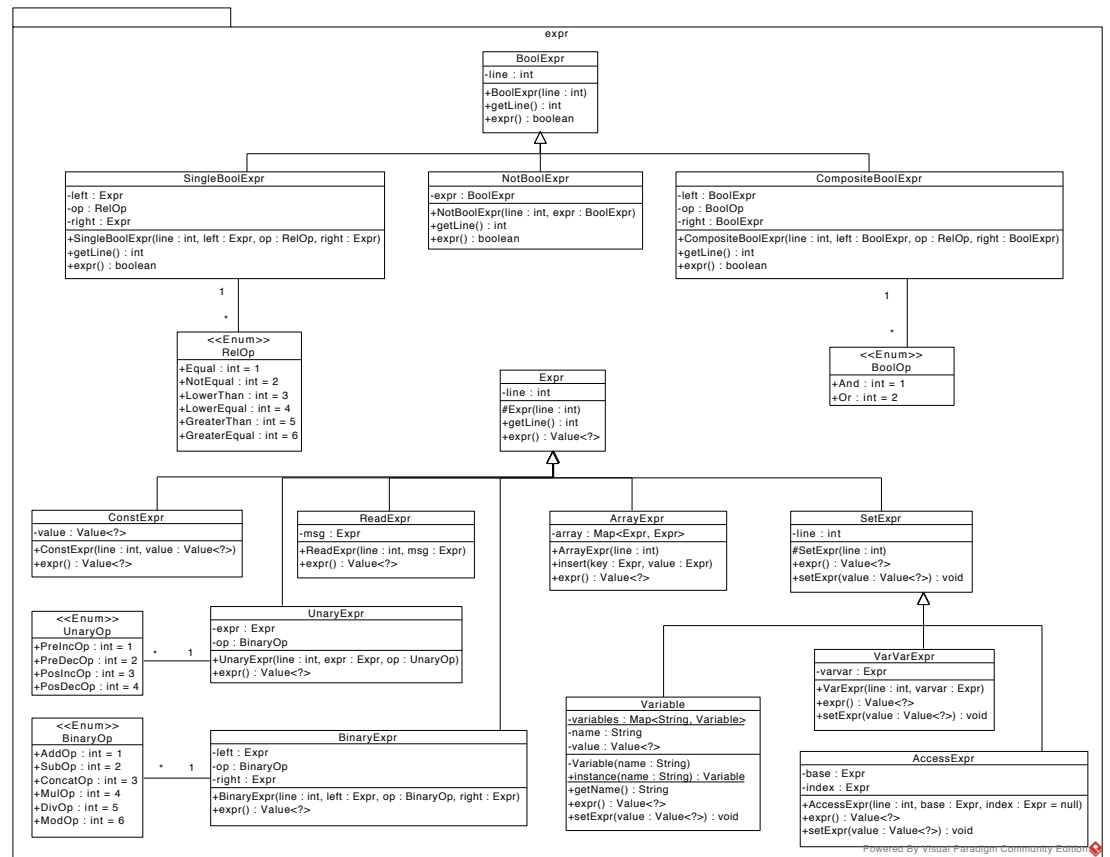 expr
BoolExpr
-line : int
+BoolExpr(line : int)
+getLine() : int
+expr() : boolean
SingleBoolExpr
-left : Expr
-op : RelOp
-right : Expr
+SingleBoolExpr(line : int, left : Expr, op : RelOp, right : Expr)
+getLine() : int
+expr() : boolean
NotBoolExpr
-expr : BoolExpr
+NotBoolExpr(line : int, expr : BoolExpr)
+getLine() : int
+expr() : boolean
CompositeBoolExpr
-left : BoolExpr
-op : BoolOp
-right : BoolExpr
+CompositeBoolExpr(line : int, left : BoolExpr, op : RelOp, right : BoolExpr)
+getLine() : int
+expr() : boolean
1
*
1
*
<<Enum>>
RelOp
+Equal : int = 1
+NotEqual : int = 2
+LowerThan : int = 3
+LowerEqual : int = 4
+GreaterThan : int = 5
+GreaterEqual : int = 6
<<Enum>>
BoolOp
+And : int = 1
+Or : int = 2
Expr
-line : int
#Expr(line : int)
+getLine() : int
+expr() : Value<?>
ConstExpr
-value : Value<?>
+ConstExpr(line : int, value : Value<?>)
+expr() : Value<?>
ReadExpr
-msg : Expr
+ReadExpr(line : int, msg : Expr)
+expr() : Value<?>
ArrayExpr
-array : Map<Expr, Expr>
+ArrayExpr(line : int)
+insert(key : Expr, value : Expr)
+expr() : Value<?>
SetExpr
-line : int
#SetExpr(line : int)
+expr() : Value<?>
+setExpr(value : Value<?>) : void
<<Enum>>
UnaryOp
+PreIncOp : int = 1
+PreDecOp : int = 2
+PosIncOp : int = 3
+PosDecOp : int = 4
*
1
UnaryExpr
-expr : Expr
-op : BinaryOp
+UnaryExpr(line : int, expr : Expr, op : UnaryOp)
+expr() : Value<?>
<<Enum>>
BinaryOp
+AddOp : int = 1
+SubOp : int = 2
+ConcatOp : int = 3
+MulOp : int = 4
+DivOp : int = 5
+ModOp : int = 6
*
1
BinaryExpr
-left : Expr
-op : BinaryOp
-right : Expr
+BinaryExpr(line : int, left : Expr, op : BinaryOp, right : Expr)
+expr() : Value<?>
Variable
-variables : Map<String, Variable>
-name : String
-value : Value<?>
-Variable(name : String)
+instance(name : String) : Variable
+getName() : String
+expr() : Value<?>
+setExpr(value : Value<?>) : void
VarVarExpr
-varvar : Expr
+VarExpr(line : int, varvar : Expr)
+expr() : Value<?>
+setExpr(value : Value<?>) : void
AccessExpr
-base : Expr
-index : Expr
+AccessExpr(line : int, base : Expr, index : Expr = null)
+expr() : Value<?>
+setExpr(value : Value<?>) : void
Powered By Visual Paradigm Community Edition